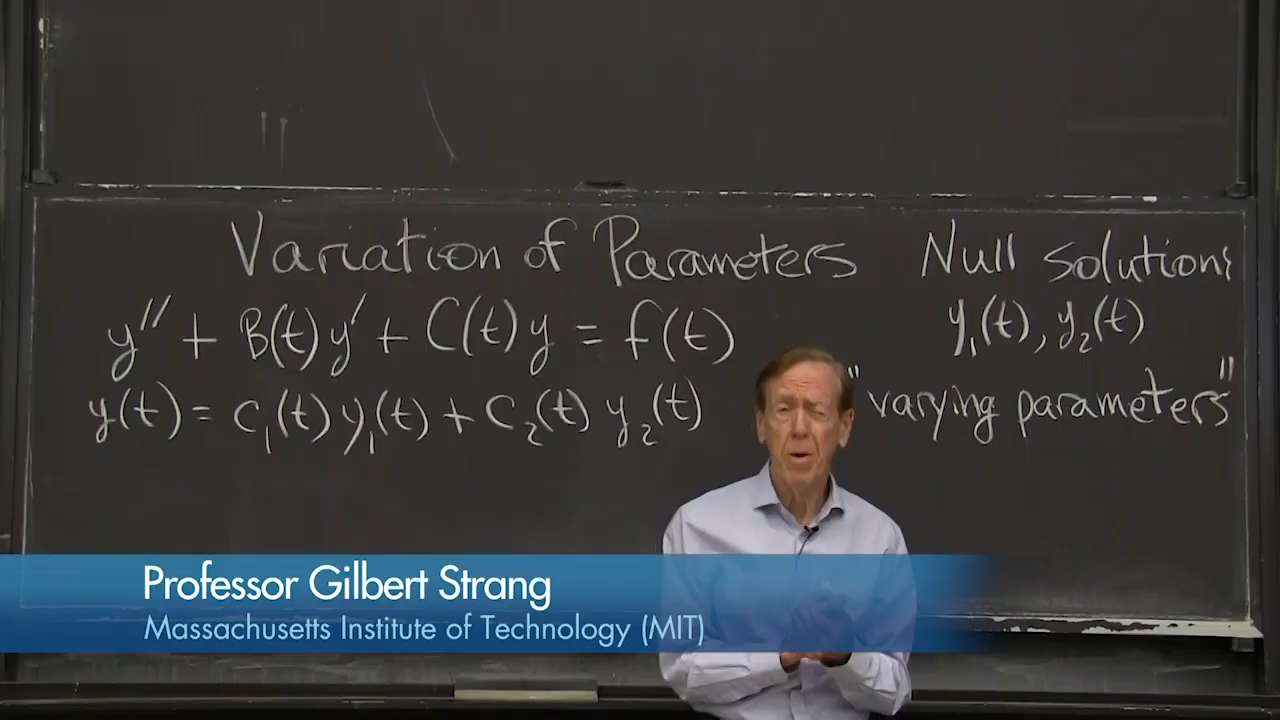 Variation of Parameters
y'' + B(t)y' + C(t)y = f(t)
y(t) = c₁(t)y₁(t) + c₂(t) y₂(t)
Null solutions
y₁(t), y₂(t)
"varying parameters"
Professor Gilbert Strang
Massachusetts Institute of Technology (MIT)